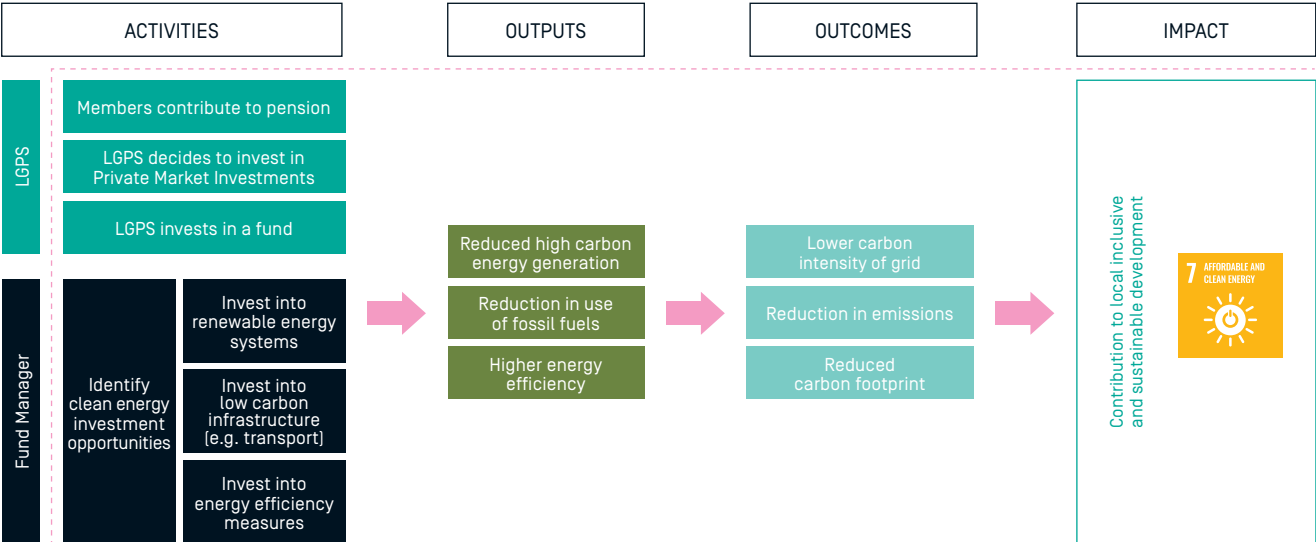 ACTIVITIES
OUTPUTS
OUTCOMES
IMPACT
LGPS
Members contribute to pension
LGPS decides to invest in
Private Market Investments
LGPS invests in a fund
Fund Manager
Identify
clean energy
investment
opportunities
Invest into
renewable energy
systems
Invest into
low carbon
infrastructure
(e.g. transport)
Invest into
energy efficiency
measures
Reduced high carbon
energy generation
Reduction in use
of fossil fuels
Higher energy
efficiency
Lower carbon
intensity of grid
Reduction in emissions
Reduced
carbon footprint
Contribution to local inclusive
and sustainable development
7 AFFORDABLE AND
CLEAN ENERGY